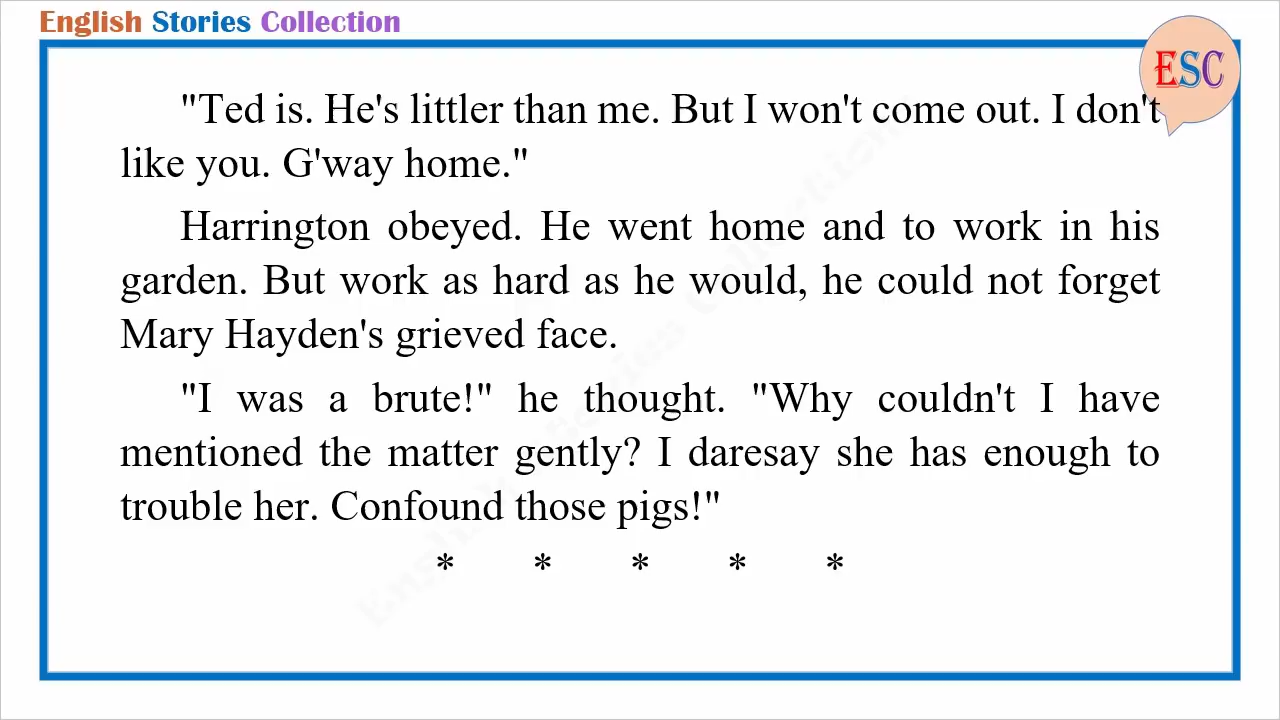 English Stories Collection
ESC
"Ted is. He's littler than me. But I won't come out. I don't
like you. G'way home."
Harrington obeyed. He went home and to work in his
garden. But work as hard as he would, he could not forget
Mary Hayden's grieved face.
"I was a brute!" he thought. "Why couldn't I have
mentioned the matter gently? I daresay she has enough to
trouble her. Confound those pigs!"
* * * * *
English Stories Collection